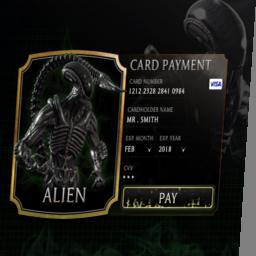 CARD PAYMENT
CARD NUMBER
1212 2328 2841 0984
VISA
CARDHOLDER NAME
MR. SMITH
EXP MONTH EXP. YEAR
FEB 2018
CVV
***
ALIEN
PAY